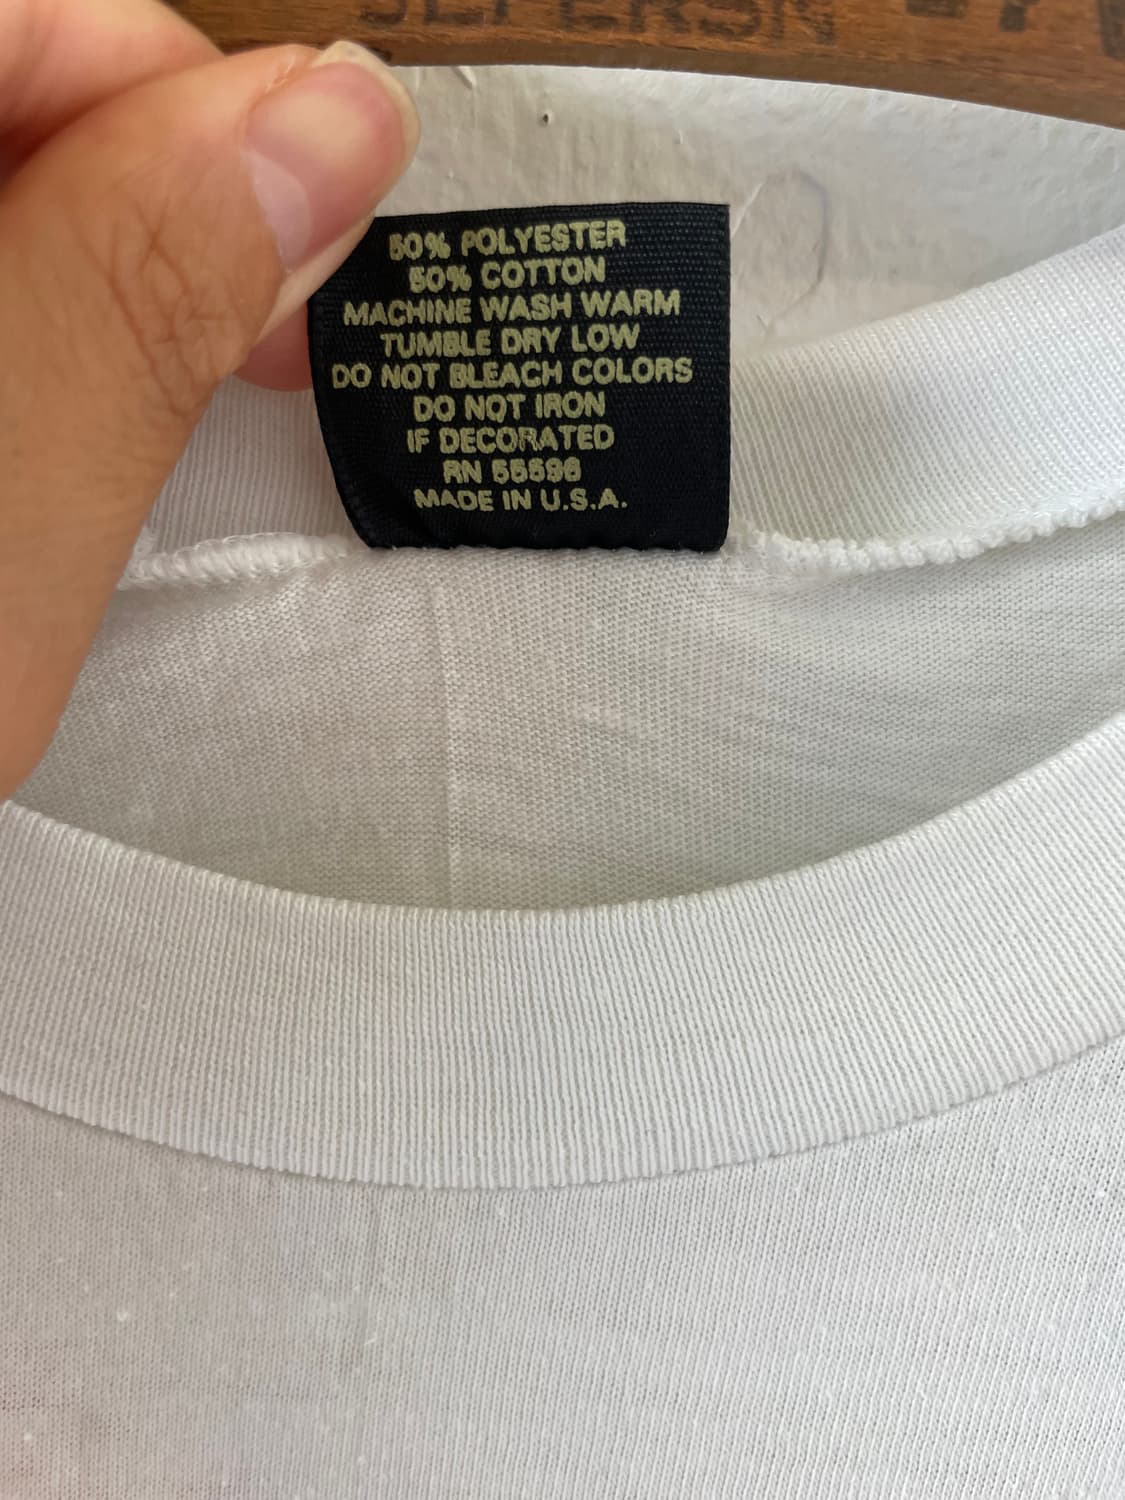 50% POLYESTER
50% COTTON
MACHINE WASH WARM
TUMBLE DRY LOW
DO NOT BLEACH COLORS
DO NOT IRON
IF DECORATED
RN 55598
MADE IN U.S.A.